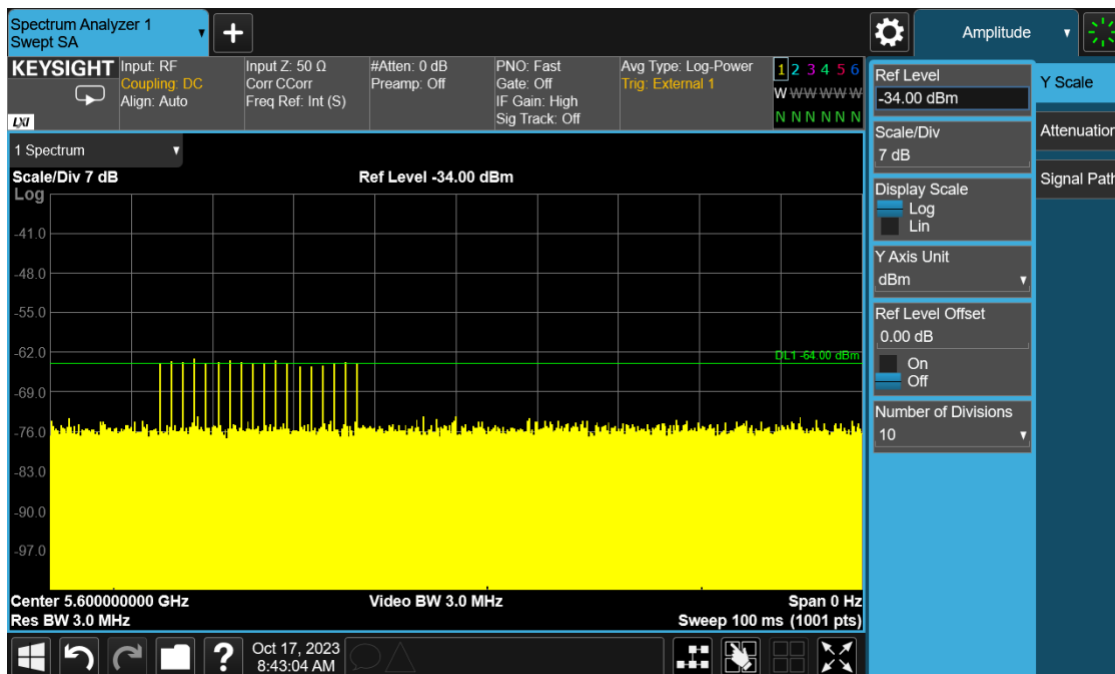 Spectrum Analyzer 1
Swept SA
+
Amplitude
KEYSIGHT
LXI
Input: RF
Coupling: DC
Align: Auto
Input Z: 50 Ω
Corr CCorr
Freq Ref: Int (S)
#Atten: 0 dB
Preamp: Off
PNO: Fast
Gate: Off
IF Gain: High
Sig Track: Off
Avg Type: Log-Power
Trig: External 1
1 2 3 4 5 6
W W W W W W
N N N N N N
1 Spectrum
Scale/Div 7 dB
Ref Level -34.00 dBm
Log
-41.0
-48.0
-55.0
-62.0
DL1 -64.00 dBm
-69.0
-76.0
-83.0
-90.0
-97.0
Center 5.600000000 GHz
Video BW 3.0 MHz
Span 0 Hz
Res BW 3.0 MHz
Sweep 100 ms (1001 pts)
Ref Level
-34.00 dBm
Scale/Div
7 dB
Display Scale
Log
Lin
Y Axis Unit
dBm
Ref Level Offset
0.00 dB
On
Off
Number of Divisions
10
Y Scale
Attenuation
Signal Path
?
Oct 17, 2023
8:43:04 AM